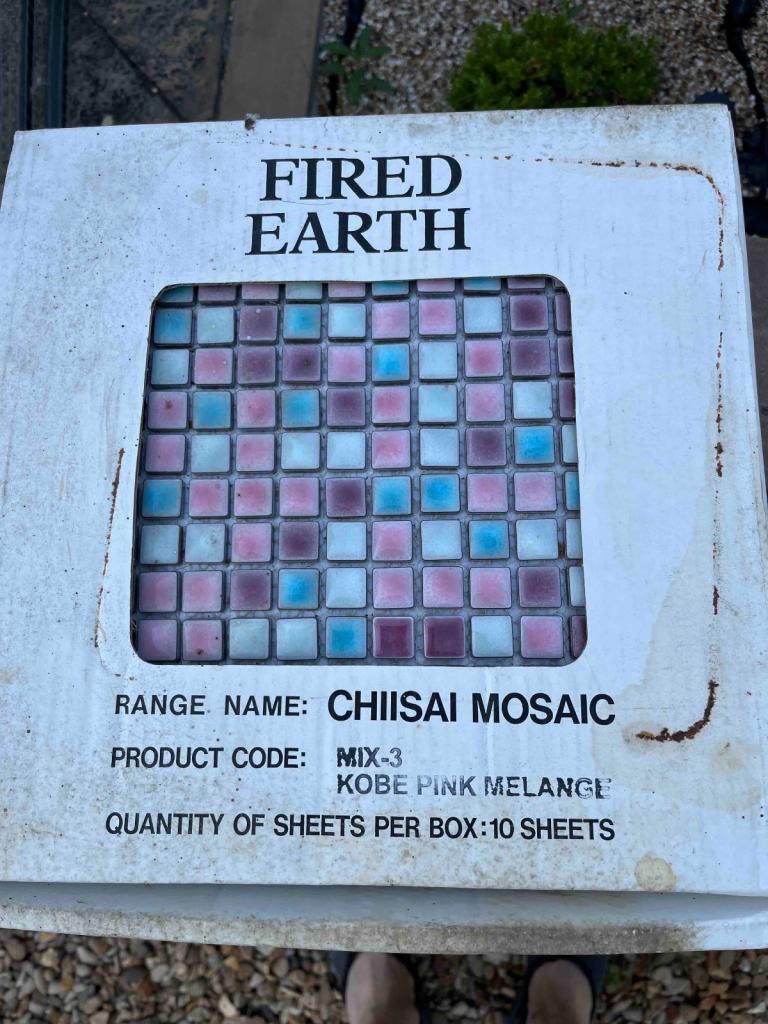 FIRED
EARTH
RANGE NAME: CHIISAI MOSAIC
PRODUCT CODE: MIX-3
KOBE PINK MELANGE
QUANTITY OF SHEETS PER BOX:10 SHEETS